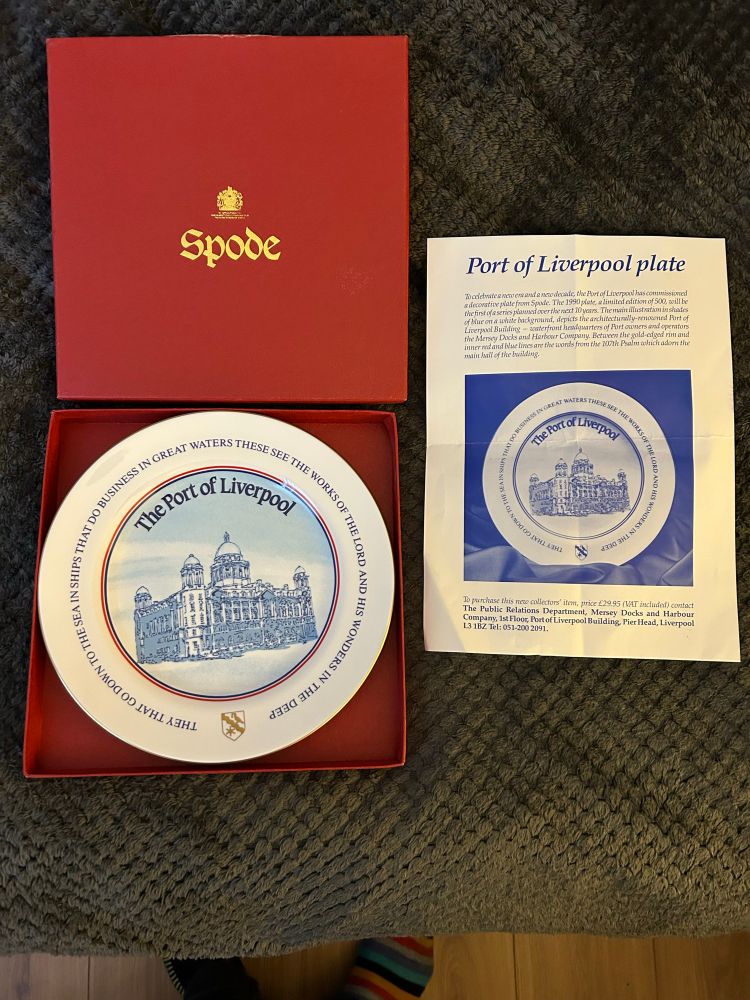 Spode
The Port of Liverpool
THEY THAT GO DOWN TO THE SEA IN SHIPS THAT DO BUSINESS IN GREAT WATERS THESE SEE THE WORKS OF THE LORD AND HIS WONDERS IN THE DEEP
Port of Liverpool plate
To celebrate a new era and a new decade, the Port of Liverpool has commissioned
a decorative plate from Spode. The 1990 plate, a limited edition of 500, will be
the first of a series planned over the next 10 years. The main illustration in shades
of blue on a white background, depicts the architecturally-renowned Port of
Liverpool Building — waterfront headquarters of Port owners and operators
the Mersey Docks and Harbour Company. Between the gold-edged rim and
inner red and blue lines are the words from the 107th Psalm which adorn the
main hall of the building.
The Port of Liverpool
THEY THAT GO DOWN TO THE SEA IN SHIPS THAT DO BUSINESS IN GREAT WATERS THESE SEE THE WORKS OF THE LORD AND HIS WONDERS IN THE DEEP
To purchase this new collectors' item, price £29.95 (VAT included) contact
The Public Relations Department, Mersey Docks and Harbour
Company, 1st Floor, Port of Liverpool Building, Pier Head, Liverpool
L3 1BZ Tel: 051-200 2091.